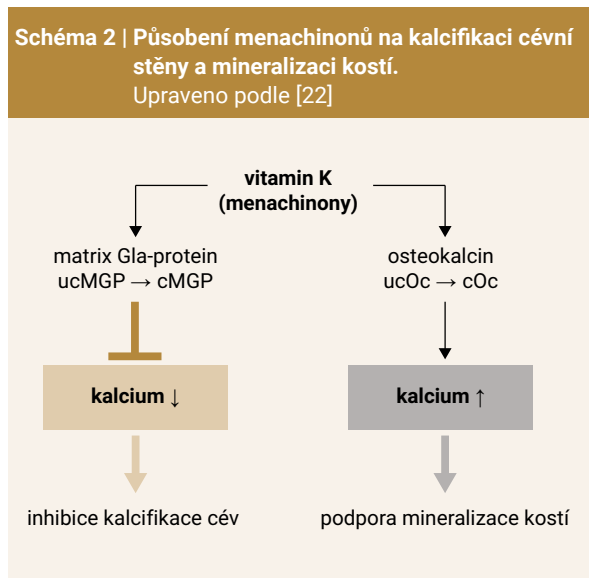 Schéma 2 | Působení menachinonů na kalcifikaci cévní
stěny a mineralizaci kostí.
Upraveno podle [22]
vitamin K
(menachinony)
matrix Gla-protein
ucMGP → cMGP
osteokalcin
ucOc → cOc
kalcium ↓
kalcium ↑
inhibice kalcifikace cév
podpora mineralizace kostí